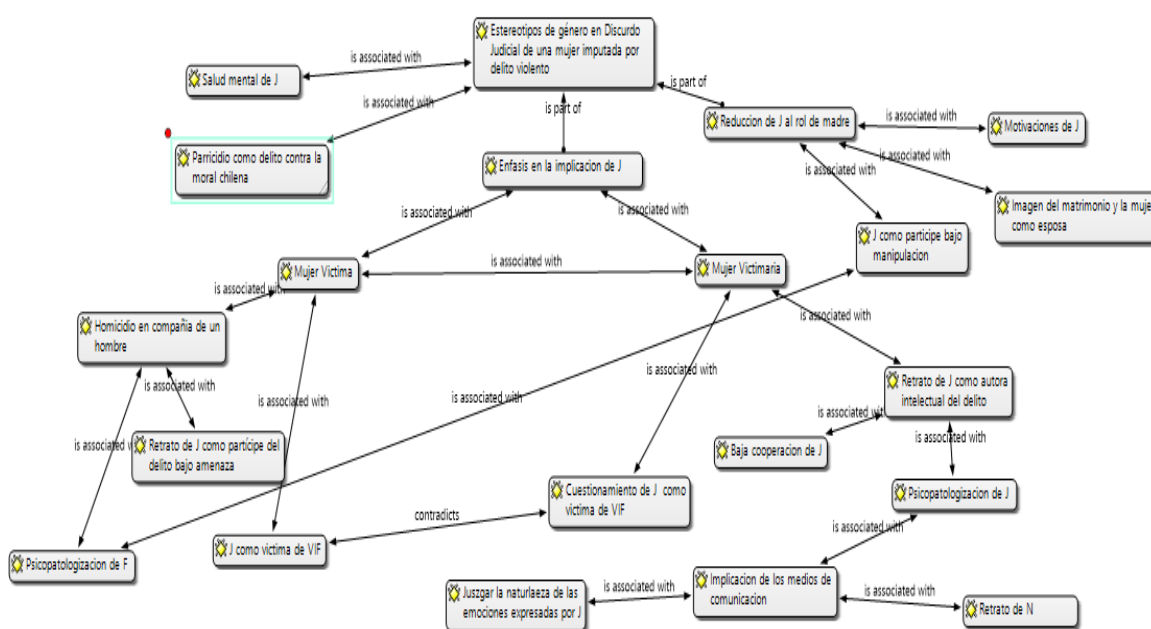 Estereotipos de género en Discurdo
Judicial de una mujer imputada por
delito violento
is associated with
Salud mental de J
is associated with
is part of
is part of
Reduccion de J al rol de madre
is associated with
Motivaciones de J
Parricidio como delito contra la
moral chilena
Enfasis en la implicacion de J
is associated with
is associated with
Imagen del matrimonio y la muje
como esposa
is associated with
is associated with
J como participe bajo
manipulacion
Mujer Victima
is associated with
Mujer Victimaria
is associated with
Homicidio en compañia de un
hombre
is associated with
is associated with
Retrato de J como autora
intelectual del delito
is associated with
is associated with
is associated with
is associated w
Retrato de J como partícipe del
delito bajo amenaza
is associated with
Baja cooperacion de J
is associated with
Cuestionamiento de J como
victima de VIF
Psicopatologizacion de J
contradicts
is associated with
Psicopatologizacion de F
J como victima de VIF
Implicacion de los medios de
comunicacion
Juszgar la naturlaeza de las
emociones expresadas por J
is associated with
is associated with
Retrato de N